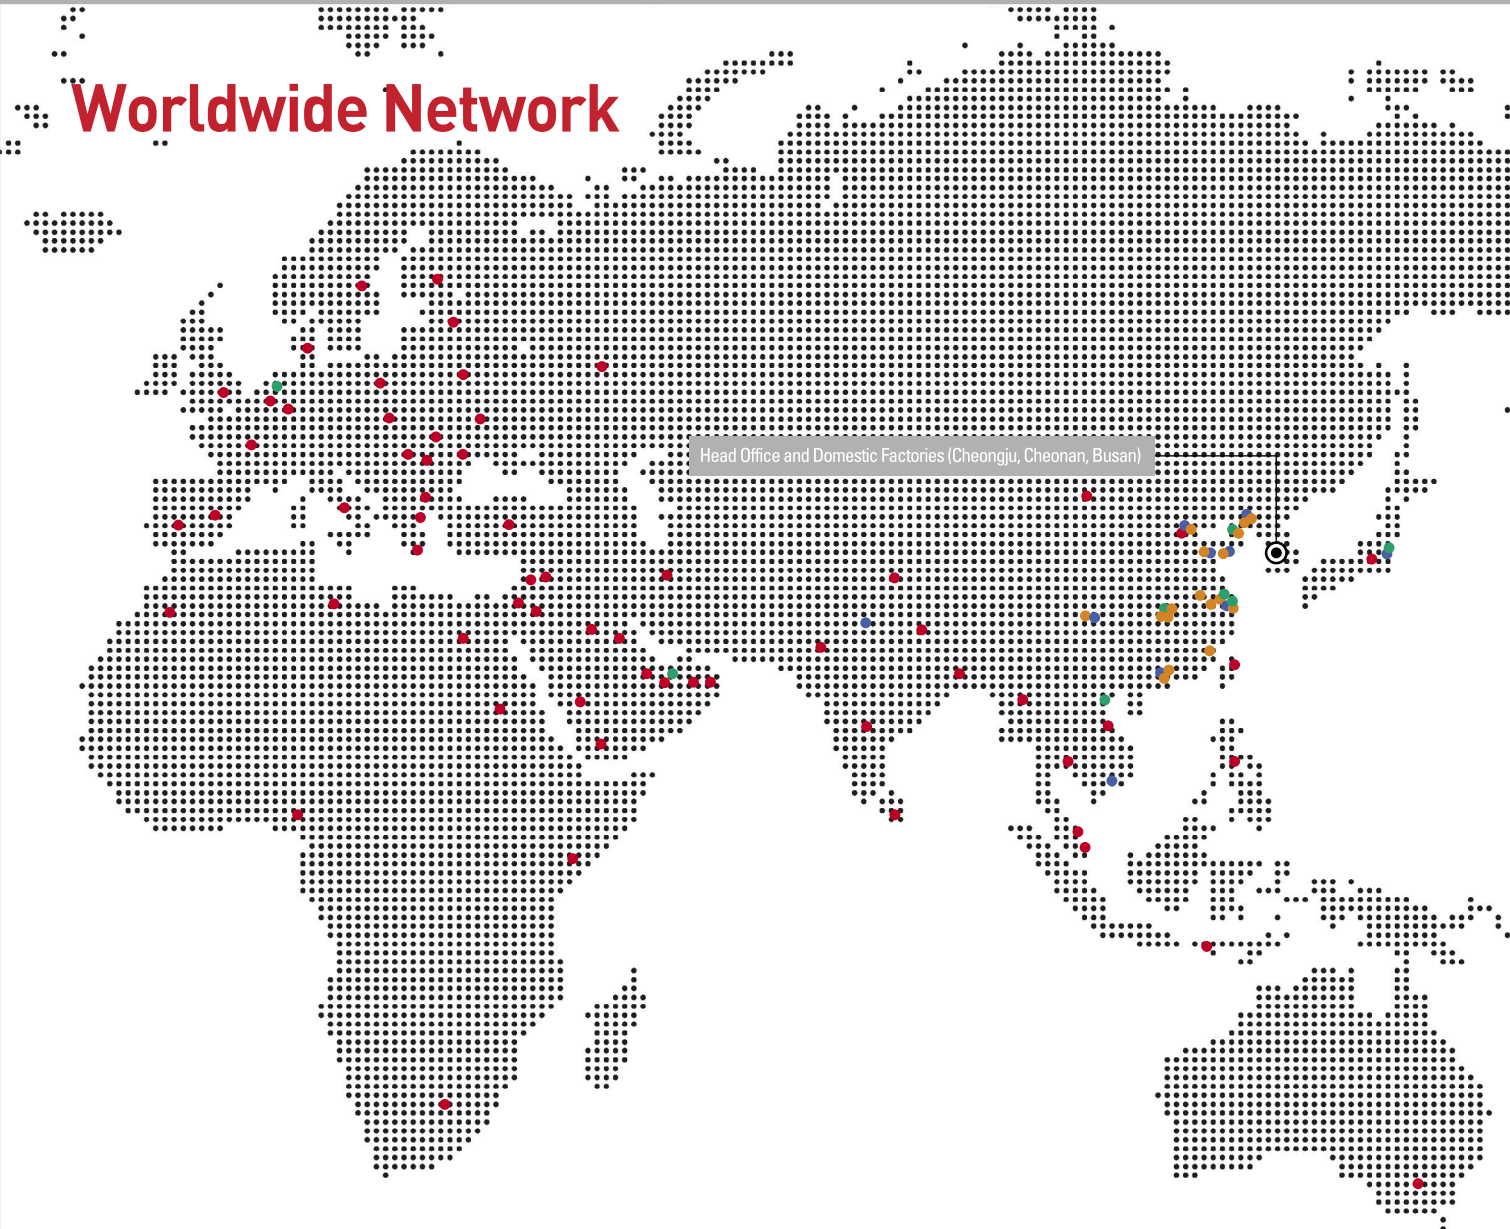 Worldwide Network
Head Office and Domestic Factories (Cheongju, Cheonan, Busan)